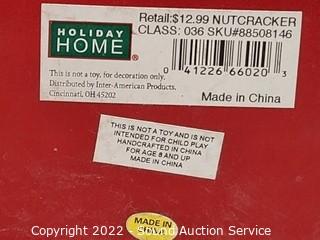 HOLIDAY
HOME
Retail:$12.99 NUTCRACKER
CLASS: 036 SKU#88508146
0 41226 66020 3
This is not a toy, for decoration only.
Distributed by Inter-American Products.
Cincinnati, OH 45202
Made in China
THIS IS NOT A TOY AND IS NOT
INTENDED FOR CHILD PLAY
HANDCRAFTED IN CHINA
FOR AGE 8 AND UP
MADE IN CHINA
MADE IN
CHINA
Copyright 2022 - Sound Auction Service